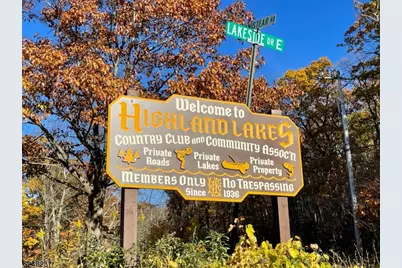 LAKESIDE DR E
Welcome to
HIGHLAND LAKES
COUNTRY CLUB AND COMMUNITY ASSOC'N
Private Roads
Private Lakes
Private Property
MEMBERS ONLY NO TRESPASSING
SINCE 1936